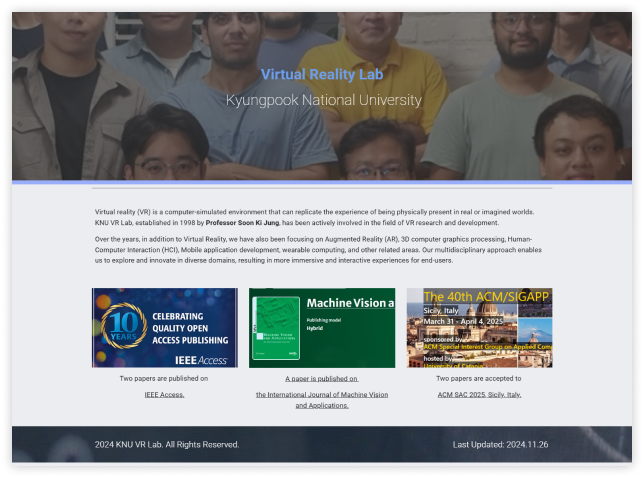 Virtual Reality Lab
Kyungpook National University
Virtual reality (VR) is a computer-simulated environment that can replicate the experience of being physically present in real or imagined worlds.
KNU VR Lab, established in 1998 by Professor Soon Ki Jung, has been actively involved in the field of VR research and development.
Over the years, in addition to Virtual Reality, we have also been focusing on Augmented Reality (AR), 3D computer graphics processing, Human-
Computer Interaction (HCI), Mobile application development, wearable computing, and other related areas. Our multidisciplinary approach enables
us to explore and innovate in diverse domains, resulting in more immersive and interactive experiences for end-users.
10
YEARS
CELEBRATING
QUALITY OPEN
ACCESS PUBLISHING
IEEE Access
Machine Vision a
Publishing model
Hybrid
The 40th ACM/SIGAPP
Sicily, Italy
March 31 - April 4, 2025
sponsored by
ACM Special Interest Group on Applied Com
hosted by
University of Catania
Two papers are published on
IEEE Access.
A paper is published on
the International Journal of Machine Vision
and Applications.
Two papers are accepted to
ACM SAC 2025, Sicily, Italy.
2024 KNU VR Lab. All Rights Reserved.
Last Updated: 2024.11.26